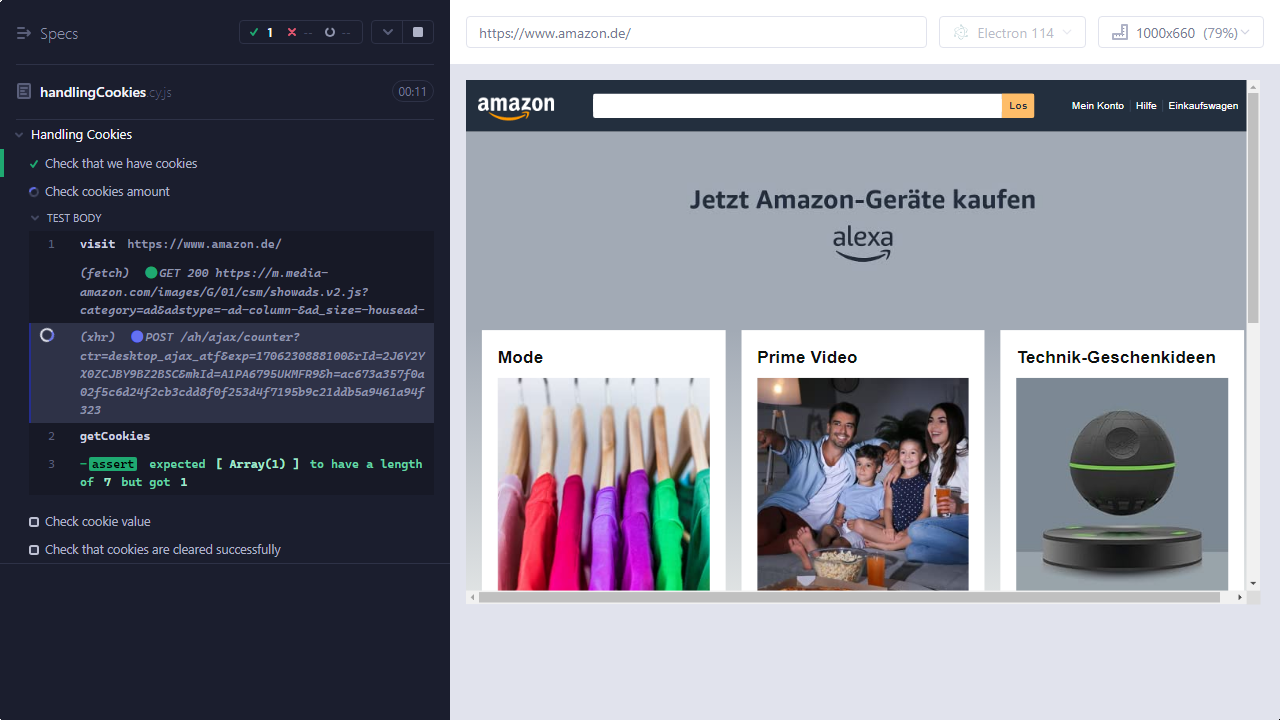 Specs
1
--
--
https://www.amazon.de/
Electron 114
1000x660 (79%)
handlingCookies.cy.js
00:11
Handling Cookies
Check that we have cookies
Check cookies amount
TEST BODY
1 visit https://www.amazon.de/
(fetch) GET 200 https://m.media-
amazon.com/images/G/01/csm/showads.v2.js?
category=ad&adstype=-ad-column-&ad_size=-housead-
(xhr) POST /ah/ajax/counter?
ctr=desktop_ajax_atf&exp=1706230888100&rId=2J6Y2Y
X0ZCJBY9BZ2BSC&mkId=A1PA6795UKMFR9&h=ac673a357f0a
02f5c6d24f2cb3cdd8f0f253d4f7195b9c21ddb5a9461a94f
323
2 getCookies
3 -assert expected [ Array(1) ] to have a length
of 7 but got 1
Check cookie value
Check that cookies are cleared successfully
amazon
Los
Mein Konto
Hilfe
Einkaufswagen
Jetzt Amazon-Geräte kaufen
alexa
Mode
Prime Video
Technik-Geschenkideen